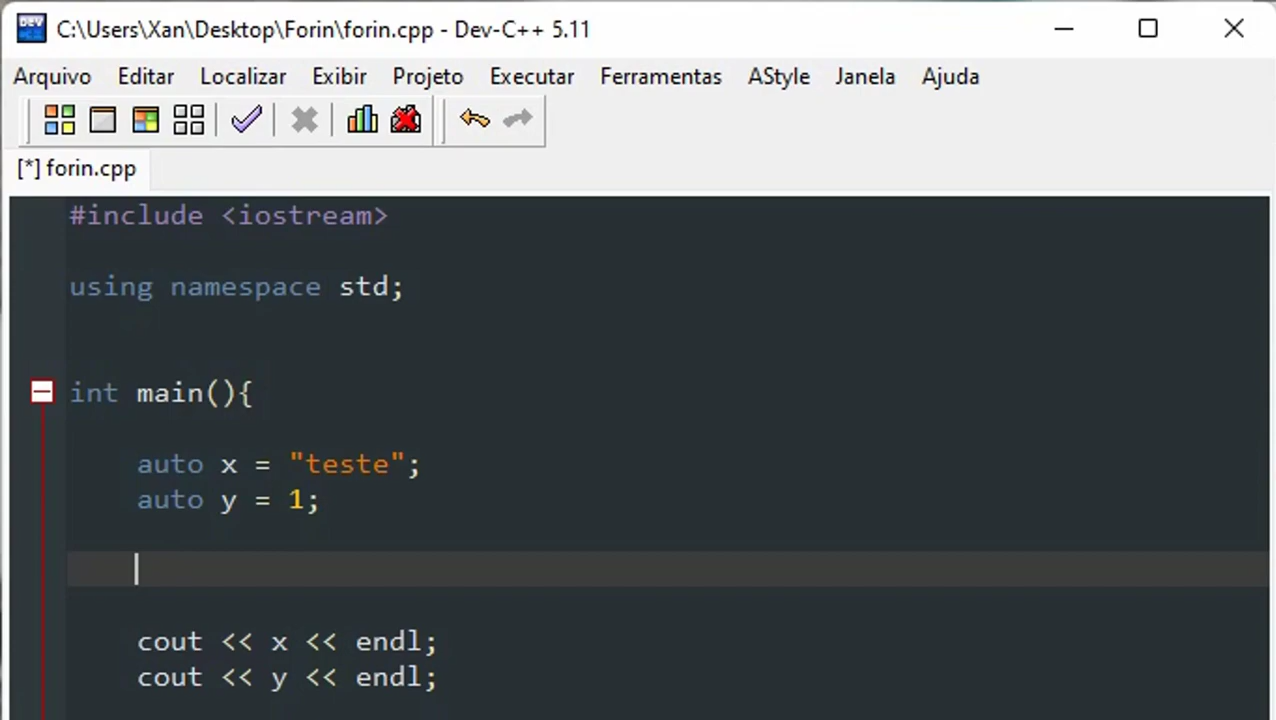 DEV C:\Users\Xan\Desktop\Forin\forin.cpp - Dev-C++ 5.11
Arquivo Editar Localizar Exibir Projeto Executar Ferramentas AStyle Janela Ajuda
[*] forin.cpp
#include <iostream>
using namespace std;
int main(){
auto x = "teste";
auto y = 1;
cout << x << endl;
cout << y << endl;